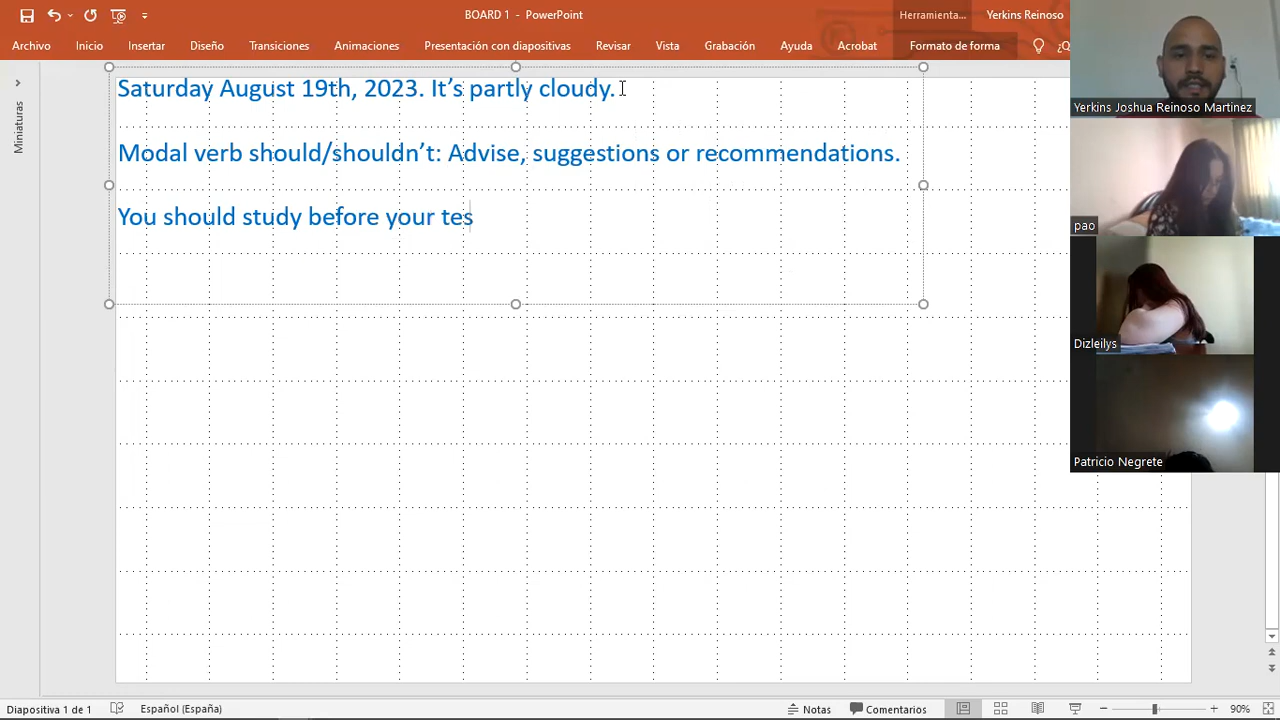 BOARD 1 - PowerPoint
Herramienta...
Yerkins Reinoso
Archivo Inicio Insertar Diseño Transiciones Animaciones Presentación con diapositivas Revisar Vista Grabación Ayuda Acrobat Formato de forma ¿Q
Yerkins Joshua Reinoso Martinez
Miniaturas
Saturday August 19th, 2023. It’s partly cloudy.
Modal verb should/shouldn’t: Advise, suggestions or recommendations.
You should study before your tes
pao
Dizleilys
Patricio Negrete
Diapositiva 1 de 1 Español (España) Notas Comentarios 90%